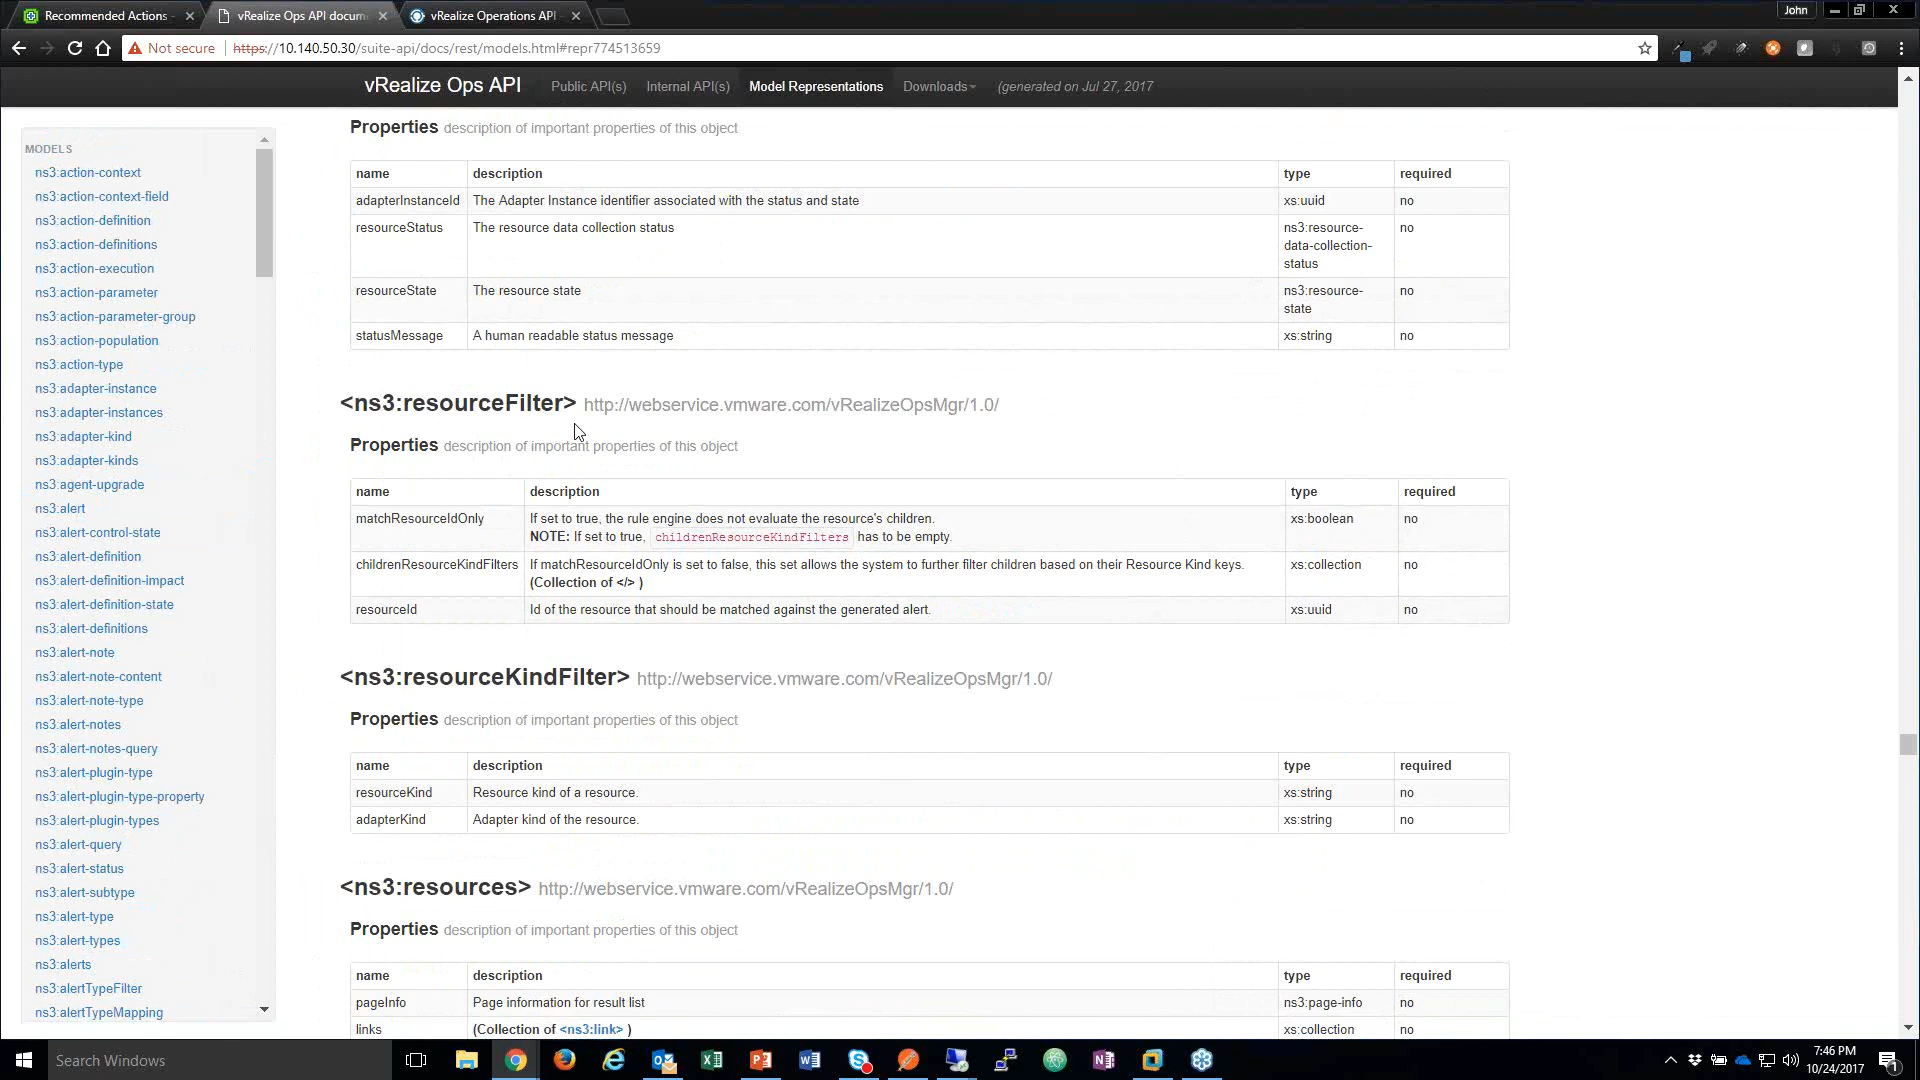 Recommended Actions
vRealize Ops API docum
vRealize Operations API
John
Not secure
https://10.140.50.30/suite-api/docs/rest/models.html#repr774513659
vRealize Ops API
Public API(s)
Internal API(s)
Model Representations
Downloads
(generated on Jul 27, 2017
MODELS
ns3:action-context
ns3:action-context-field
ns3:action-definition
ns3:action-definitions
ns3:action-execution
ns3:action-parameter
ns3:action-parameter-group
ns3:action-population
ns3:action-type
ns3:adapter-instance
ns3:adapter-instances
ns3:adapter-kind
ns3:adapter-kinds
ns3:agent-upgrade
ns3:alert
ns3:alert-control-state
ns3:alert-definition
ns3:alert-definition-impact
ns3:alert-definition-state
ns3:alert-definitions
ns3:alert-note
ns3:alert-note-content
ns3:alert-note-type
ns3:alert-notes
ns3:alert-notes-query
ns3:alert-plugin-type
ns3:alert-plugin-type-property
ns3:alert-plugin-types
ns3:alert-query
ns3:alert-status
ns3:alert-subtype
ns3:alert-type
ns3:alert-types
ns3:alerts
ns3:alertTypeFilter
ns3:alertTypeMapping
Properties description of important properties of this object
name description type required
adapterInstanceId The Adapter Instance identifier associated with the status and state xs:uuid no
resourceStatus The resource data collection status ns3:resource- no
data-collection-
status
resourceState The resource state ns3:resource- no
state
statusMessage A human readable status message xs:string no
<ns3:resourceFilter> http://webservice.vmware.com/vRealizeOpsMgr/1.0/
Properties description of important properties of this object
name description type required
matchResourceIdOnly If set to true, the rule engine does not evaluate the resource's children. xs:boolean no
NOTE: If set to true, childrenResourceKindFilters has to be empty.
childrenResourceKindFilters If matchResourceIdOnly is set to false, this set allows the system to further filter children based on their Resource Kind keys. xs:collection no
(Collection of </> )
resourceId Id of the resource that should be matched against the generated alert. xs:uuid no
<ns3:resourceKindFilter> http://webservice.vmware.com/vRealizeOpsMgr/1.0/
Properties description of important properties of this object
name description type required
resourceKind Resource kind of a resource. xs:string no
adapterKind Adapter kind of the resource. xs:string no
<ns3:resources> http://webservice.vmware.com/vRealizeOpsMgr/1.0/
Properties description of important properties of this object
name description type required
pageInfo Page information for result list ns3:page-info no
links (Collection of <ns3:link> ) xs:collection no
Search Windows
7:46 PM
10/24/2017
1